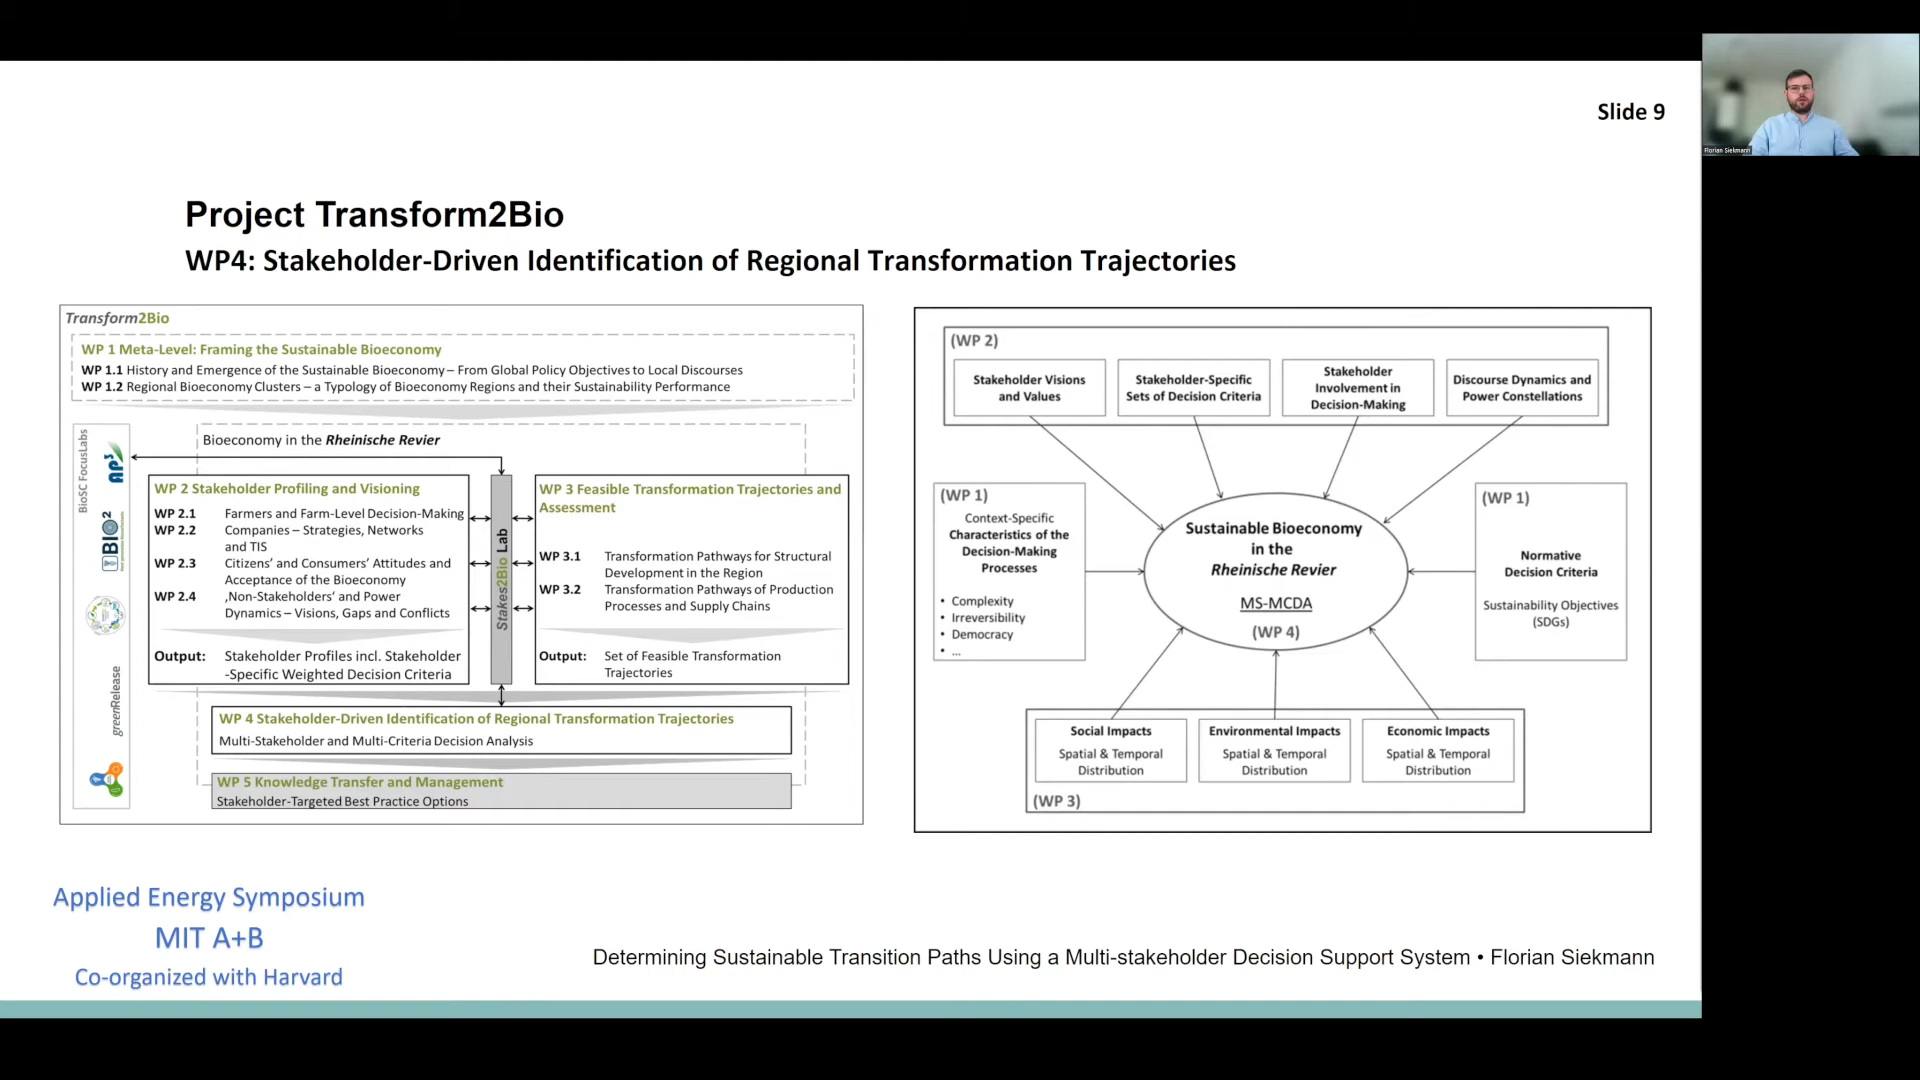 Slide 9
Florian Siekmann
Project Transform2Bio
WP4: Stakeholder-Driven Identification of Regional Transformation Trajectories
Transform2Bio
WP 1 Meta-Level: Framing the Sustainable Bioeconomy
WP 1.1 History and Emergence of the Sustainable Bioeconomy – From Global Policy Objectives to Local Discourses
WP 1.2 Regional Bioeconomy Clusters – a Typology of Bioeconomy Regions and their Sustainability Performance
BioSC FocusLabs
AP³
BIO²
greenRelease
Bioeconomy in the Rheinische Revier
WP 2 Stakeholder Profiling and Visioning
WP 2.1 Farmers and Farm-Level Decision-Making
WP 2.2 Companies – Strategies, Networks
and TIS
WP 2.3 Citizens' and Consumers' Attitudes and
Acceptance of the Bioeconomy
WP 2.4 ‚Non-Stakeholders' and Power
Dynamics – Visions, Gaps and Conflicts
Output: Stakeholder Profiles incl. Stakeholder
-Specific Weighted Decision Criteria
Stakes2Bio Lab
WP 3 Feasible Transformation Trajectories and
Assessment
WP 3.1 Transformation Pathways for Structural
Development in the Region
WP 3.2 Transformation Pathways of Production
Processes and Supply Chains
Output: Set of Feasible Transformation
Trajectories
WP 4 Stakeholder-Driven Identification of Regional Transformation Trajectories
Multi-Stakeholder and Multi-Criteria Decision Analysis
WP 5 Knowledge Transfer and Management
Stakeholder-Targeted Best Practice Options
(WP 2)
Stakeholder Visions
and Values
Stakeholder-Specific
Sets of Decision Criteria
Stakeholder
Involvement in
Decision-Making
Discourse Dynamics and
Power Constellations
(WP 1)
Context-Specific
Characteristics of the
Decision-Making
Processes
• Complexity
• Irreversibility
• Democracy
• ...
Sustainable Bioeconomy
in the
Rheinische Revier
MS-MCDA
(WP 4)
(WP 1)
Normative
Decision Criteria
Sustainability Objectives
(SDGs)
Social Impacts
Spatial & Temporal
Distribution
Environmental Impacts
Spatial & Temporal
Distribution
Economic Impacts
Spatial & Temporal
Distribution
(WP 3)
Applied Energy Symposium
MIT A+B
Co-organized with Harvard
Determining Sustainable Transition Paths Using a Multi-stakeholder Decision Support System • Florian Siekmann